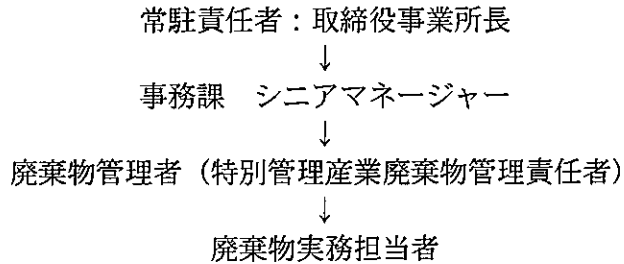 常駐責任者：取締役事業所長
↓
事務課　シニアマネージャー
↓
廃棄物管理者（特別管理産業廃棄物管理責任者）
↓
廃棄物実務担当者